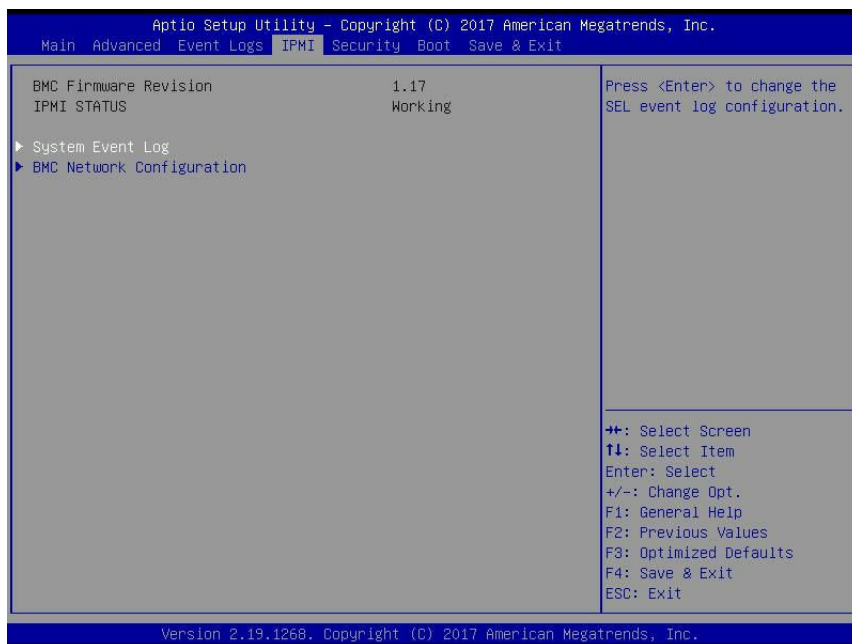 Aptio Setup Utility – Copyright (C) 2017 American Megatrends, Inc.
Main Advanced Event Logs IPMI Security Boot Save & Exit
BMC Firmware Revision 1.17
IPMI STATUS Working
System Event Log
BMC Network Configuration
Press <Enter> to change the
SEL event log configuration.
→←: Select Screen
↑↓: Select Item
Enter: Select
+/-: Change Opt.
F1: General Help
F2: Previous Values
F3: Optimized Defaults
F4: Save & Exit
ESC: Exit
Version 2.19.1268. Copyright (C) 2017 American Megatrends, Inc.